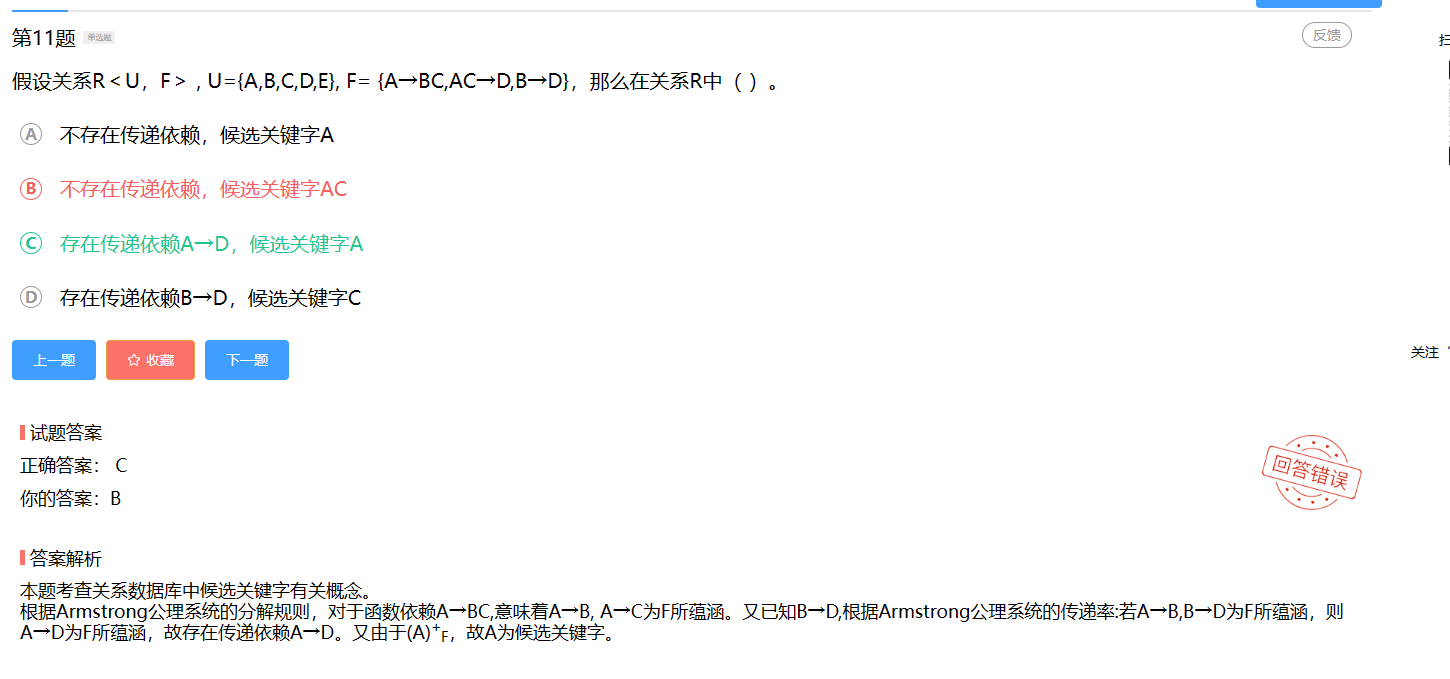 第11题 单选题 反馈
扫
假设关系R＜U，F＞ , U={A,B,C,D,E}, F= {A→BC,AC→D,B→D}，那么在关系R中（ ）。
A 不存在传递依赖，候选关键字A
B 不存在传递依赖，候选关键字AC
C 存在传递依赖A→D，候选关键字A
D 存在传递依赖B→D，候选关键字C
上一题 收藏 下一题
关注
试题答案
正确答案： C
你的答案：B
回答错误
答案解析
本题考查关系数据库中候选关键字有关概念。
根据Armstrong公理系统的分解规则，对于函数依赖A→BC,意味着A→B, A→C为F所蕴涵。又已知B→D,根据Armstrong公理系统的传递率:若A→B,B→D为F所蕴涵，则
A→D为F所蕴涵，故存在传递依赖A→D。又由于(A)⁺F，故A为候选关键字。